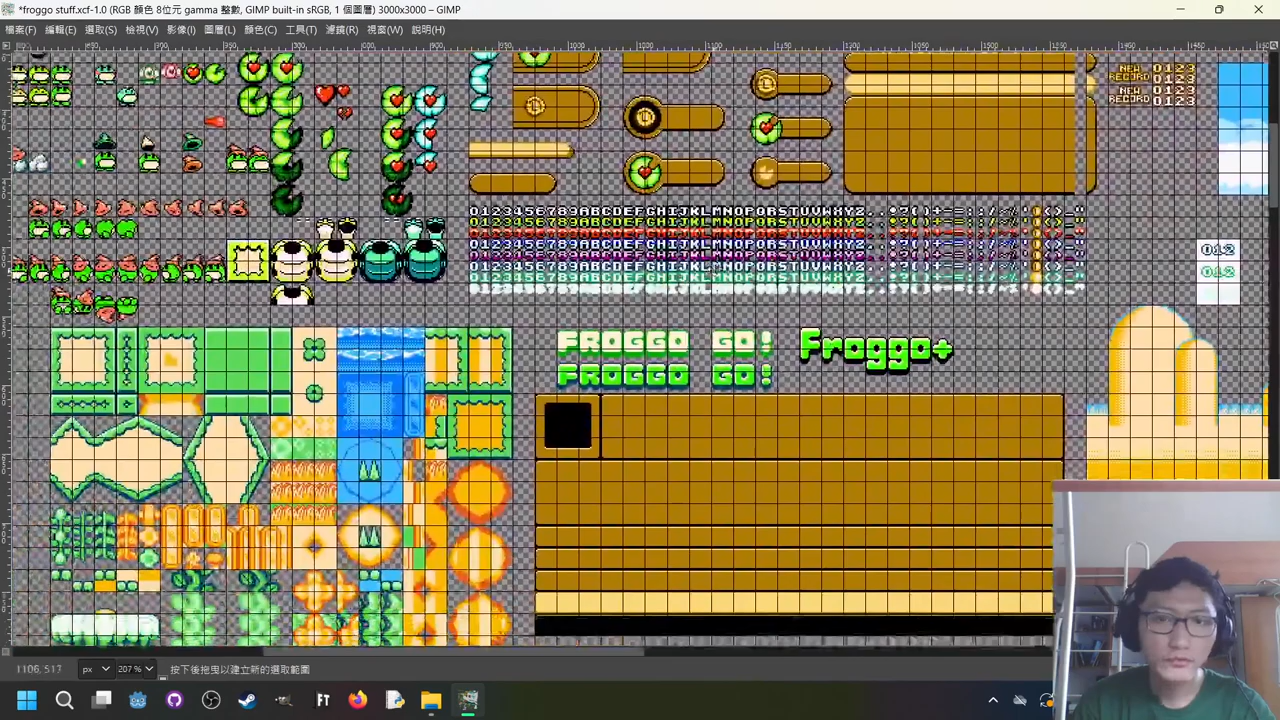 *froggo stuff.xcf-1.0 (RGB 顏色 8位元 gamma 整數, GIMP built-in sRGB, 1 個圖層) 3000x3000 – GIMP
檔案(F) 編輯(E) 選取(S) 檢視(V) 影像(I) 圖層(L) 顏色(C) 工具(T) 濾鏡(R) 視窗(W) 說明(H)
NEW RECORD 0123
0123
NEW RECORD 0123
0123
0123456789ABCDEFGHIJKLMNOPQRSTUVWXYZ
0123456789ABCDEFGHIJKLMNOPQRSTUVWXYZ
0123456789ABCDEFGHIJKLMNOPQRSTUVWXYZ
0123456789ABCDEFGHIJKLMNOPQRSTUVWXYZ
0123456789ABCDEFGHIJKLMNOPQRSTUVWXYZ
0123456789ABCDEFGHIJKLMNOPQRSTUVWXYZ
012
012
FROGGO GO!
Froggo+
FROGGO GO!
1106, 517 px 207% 按下後拖曳以建立新的選取範圍
FT